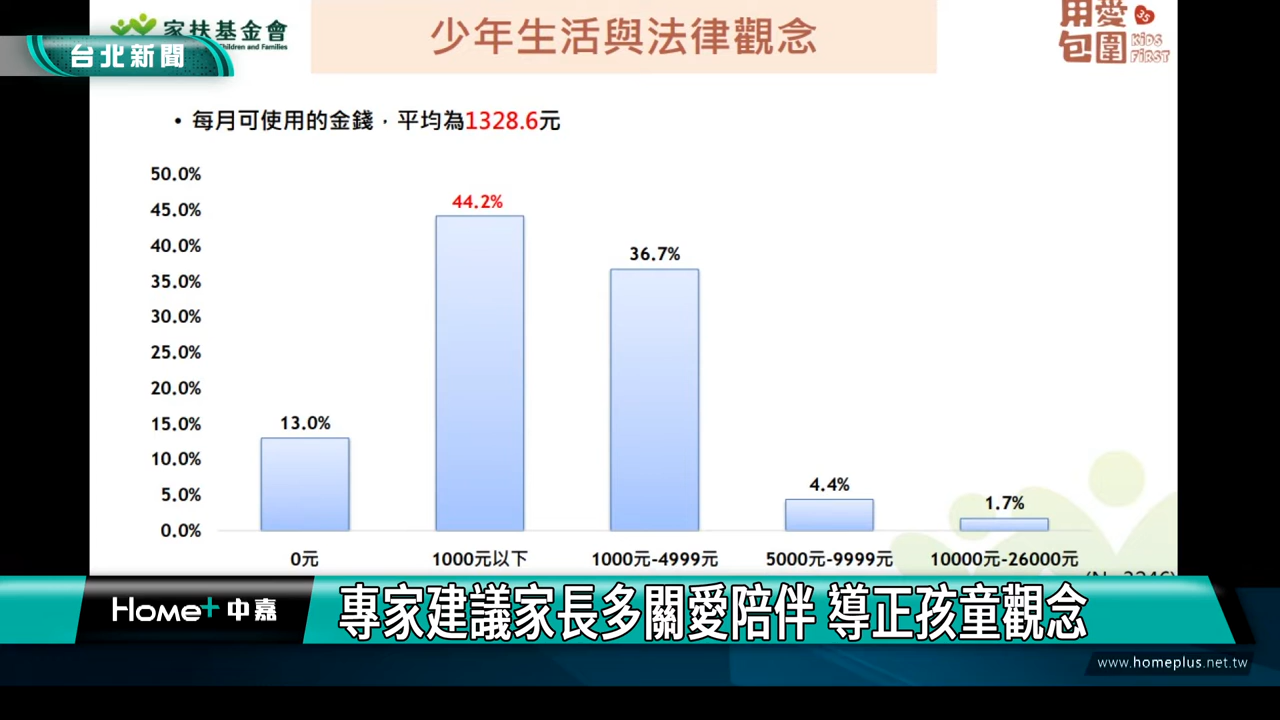 家扶基金會
Children and Families
台北新聞
少年生活與法律觀念
用愛包圍
35
KiDS FiRST
• 每月可使用的金錢，平均為1328.6元
50.0%
45.0%
40.0%
35.0%
30.0%
25.0%
20.0%
15.0%
10.0%
5.0%
0.0%
13.0%
44.2%
36.7%
4.4%
1.7%
0元
1000元以下
1000元-4999元
5000元-9999元
10000元-26000元
Home+中嘉
專家建議家長多關愛陪伴 導正孩童觀念
www.homeplus.net.tw